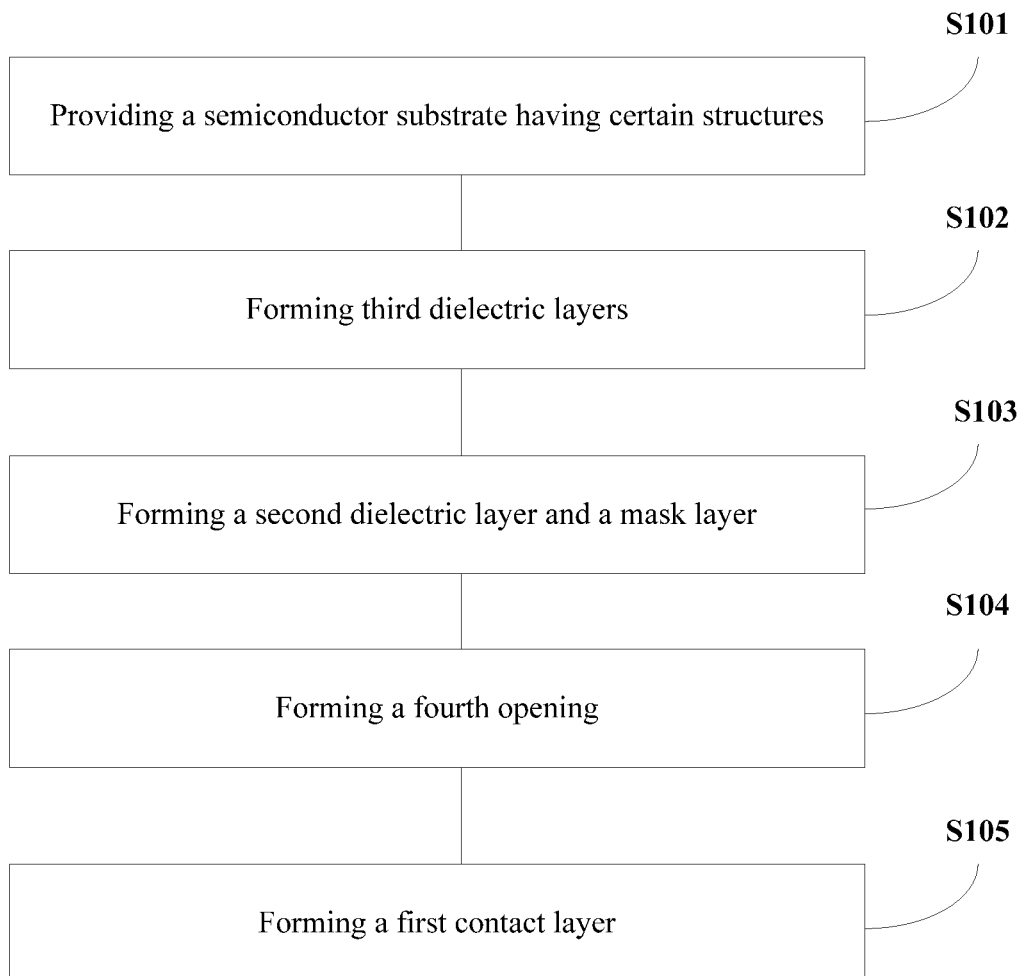 S101
Providing a semiconductor substrate having certain structures
S102
Forming third dielectric layers
S103
Forming a second dielectric layer and a mask layer
S104
Forming a fourth opening
S105
Forming a first contact layer